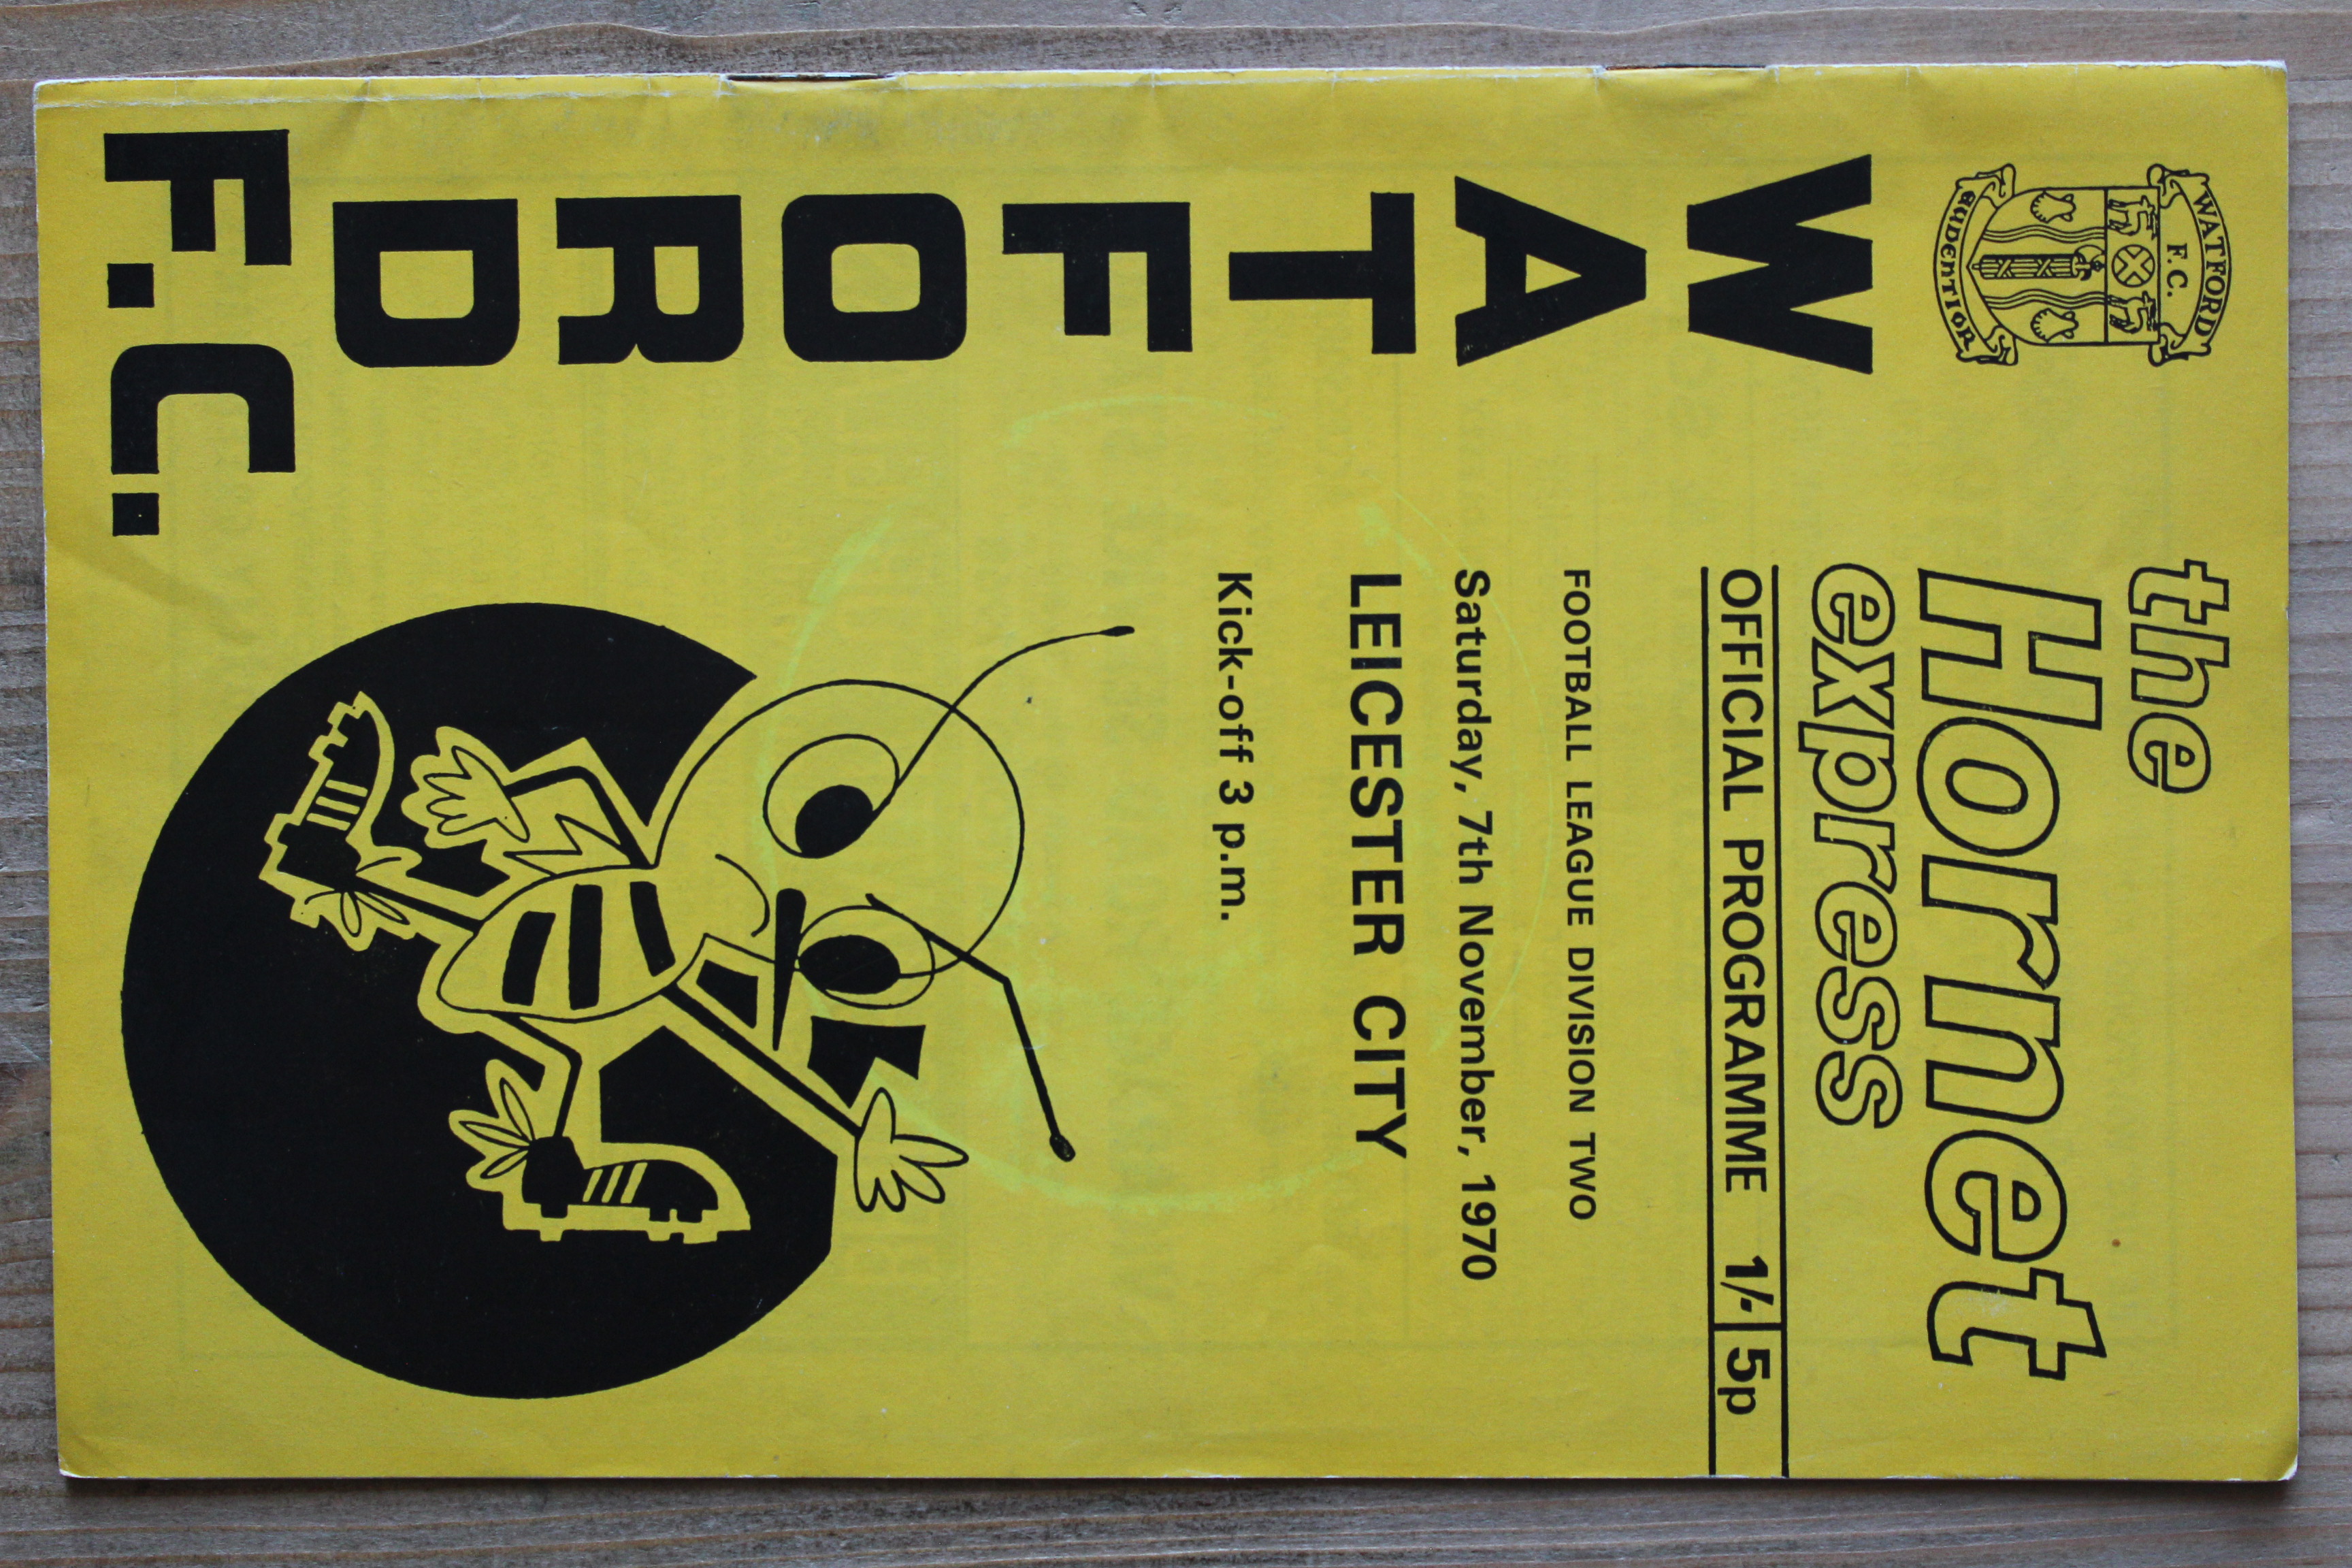 WATFORD
F.C.
AUDENTIOR
the
Hornet
express
OFFICIAL PROGRAMME 1/- 5p
FOOTBALL LEAGUE DIVISION TWO
Saturday, 7th November, 1970
LEICESTER CITY
Kick-off 3 p.m.
W
A
T
F
O
R
D
F.C.